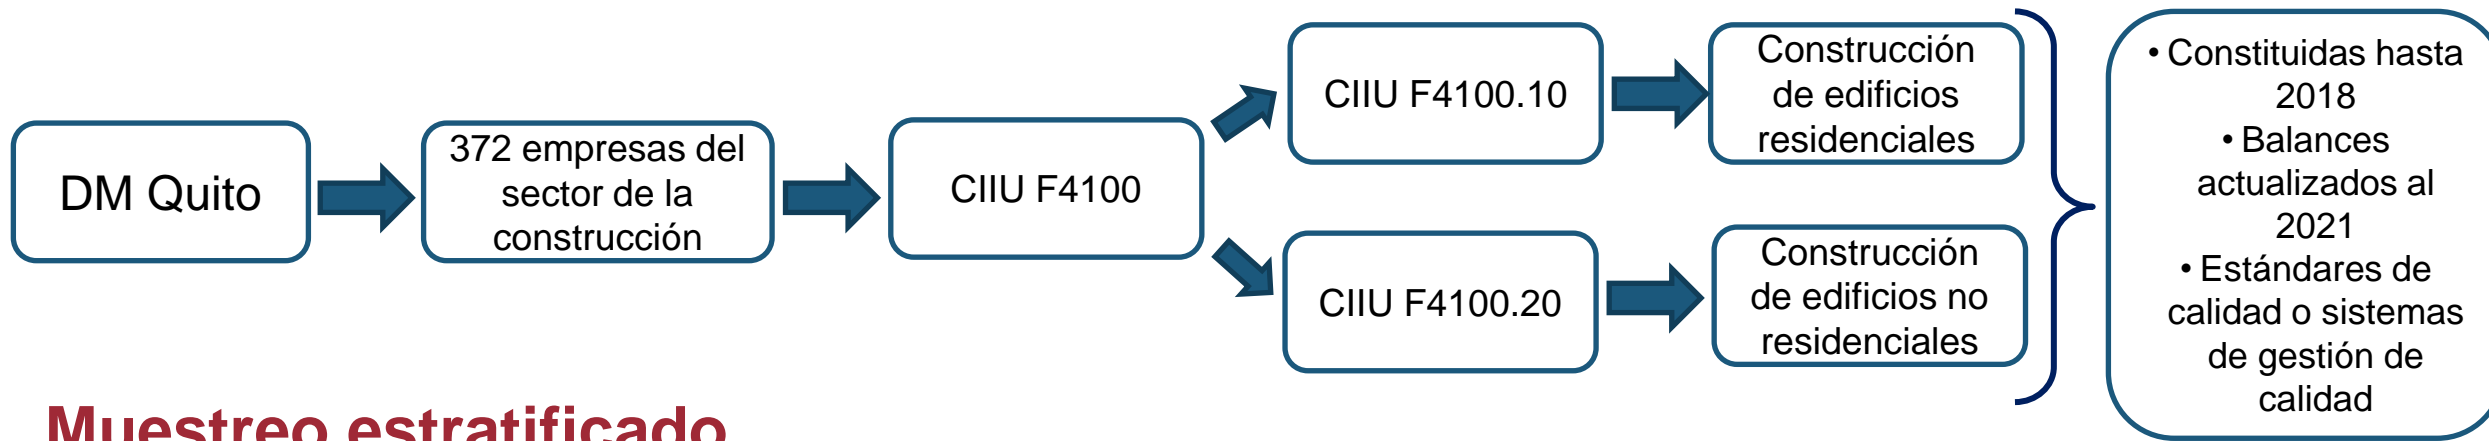 DM Quito
372 empresas del
sector de la
construcción
CIIU F4100
CIIU F4100.10
Construcción
de edificios
residenciales
CIIU F4100.20
Construcción
de edificios no
residenciales
• Constituidas hasta
2018
• Balances
actualizados al
2021
• Estándares de
calidad o sistemas
de gestión de
calidad
Muestreo estratificado